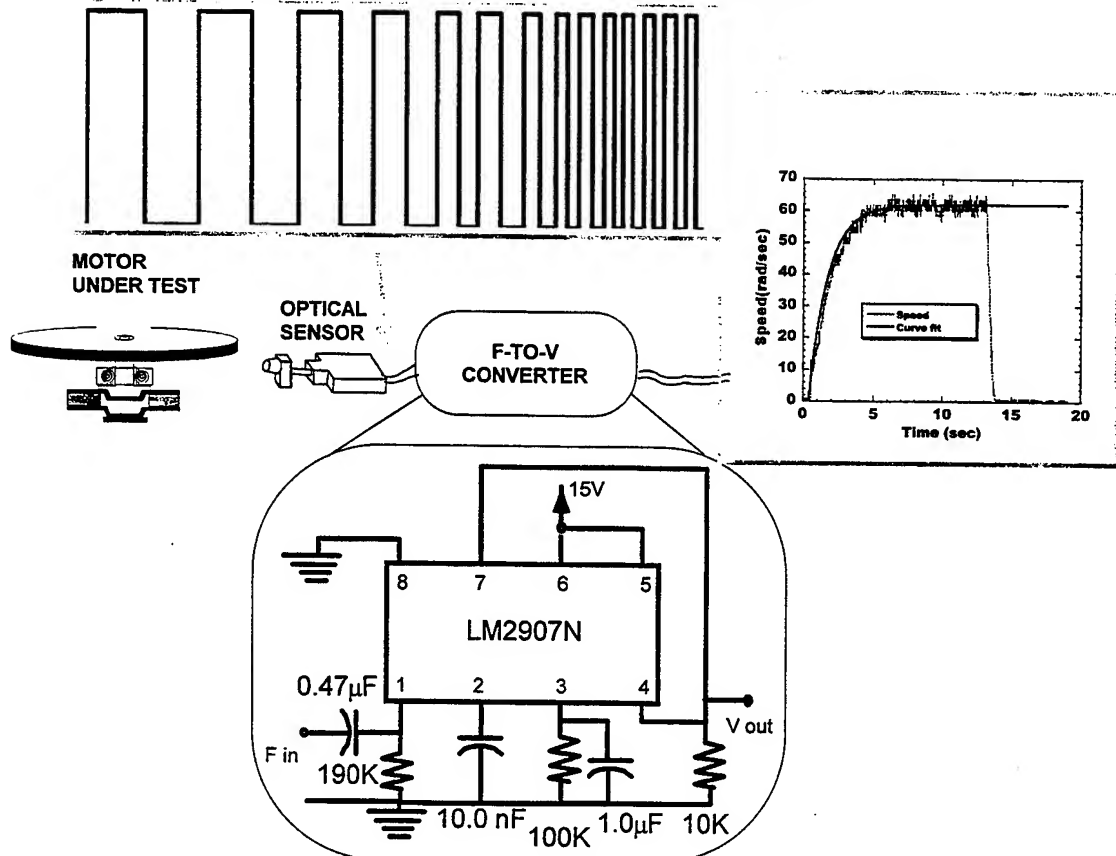 MOTOR
UNDER TEST
OPTICAL
SENSOR
F-TO-V
CONVERTER
Speed(rad/sec)
70
60
50
40
30
20
10
0
Speed
Curve fit
0 5 10 15 20
Time (sec)
15V
8 7 6 5
LM2907N
1 2 3 4
0.47µF
F in
190K
10.0 nF
100K
1.0µF
10K
V out